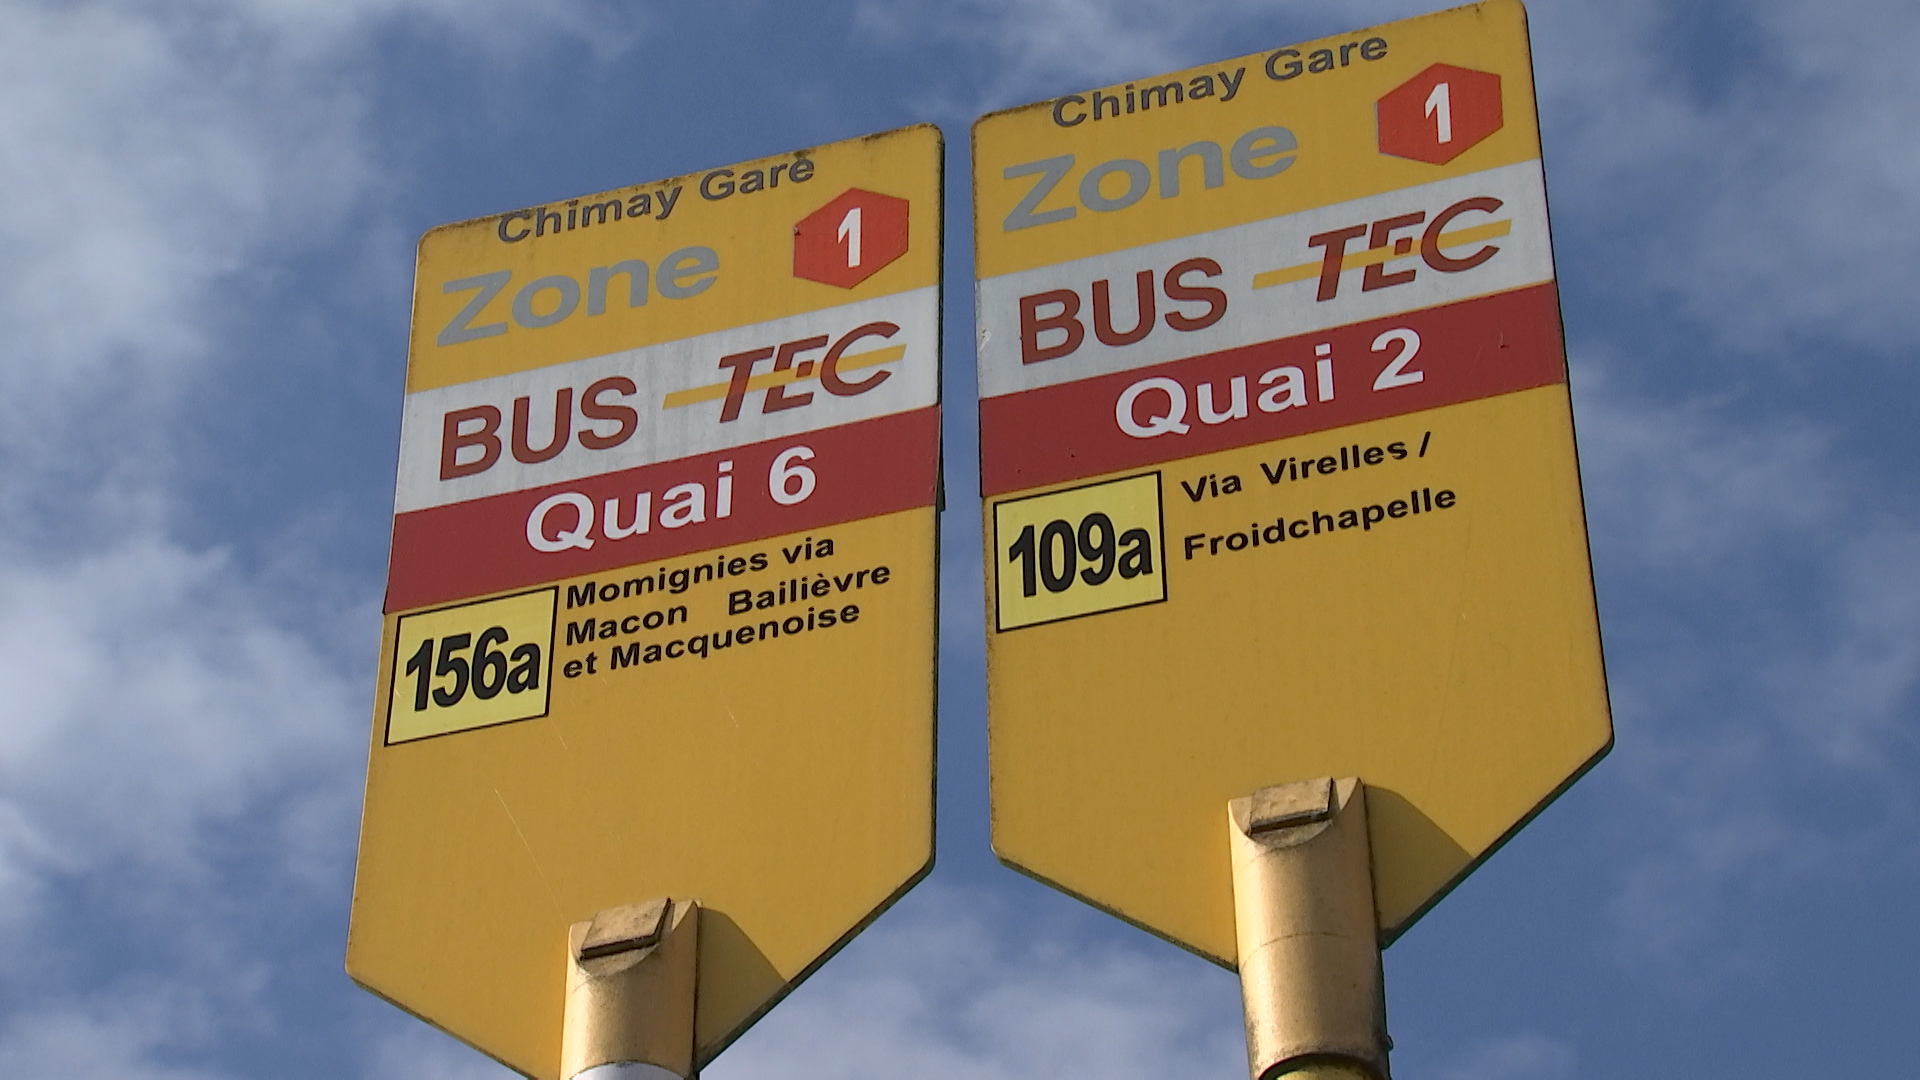 Chimay Gare
Zone 1
BUS TEC
Quai 6
156a
Momignies via
Macon Bailièvre
et Macquenoise
Chimay Gare
Zone 1
BUS TEC
Quai 2
109a
Via Virelles /
Froidchapelle